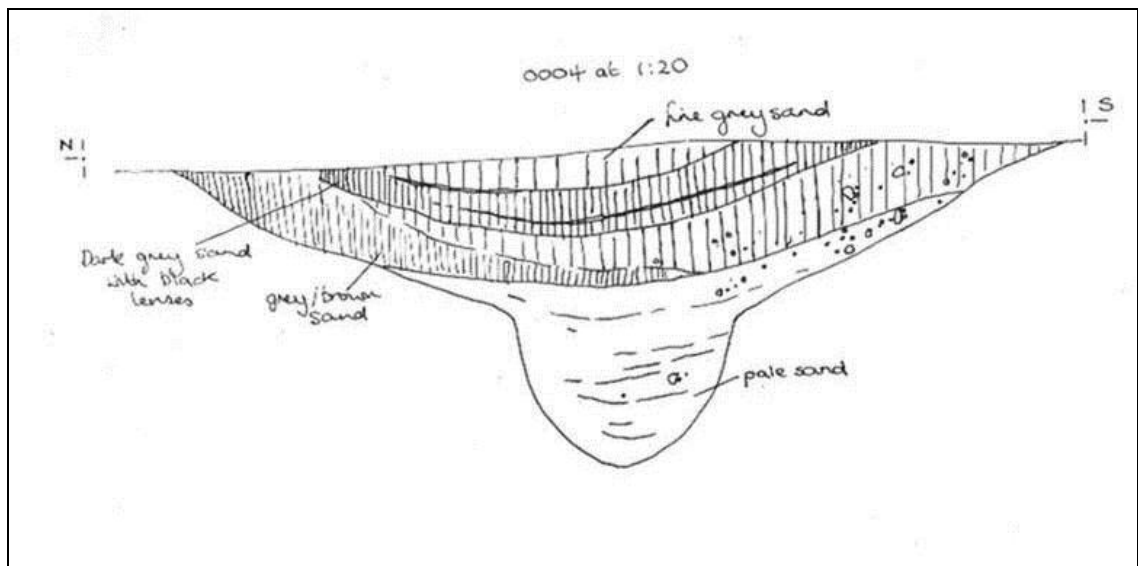 0004 at 1:20
fine grey sand
N
S
Dark grey sand
with black
lenses
grey/brown
sand
pale sand